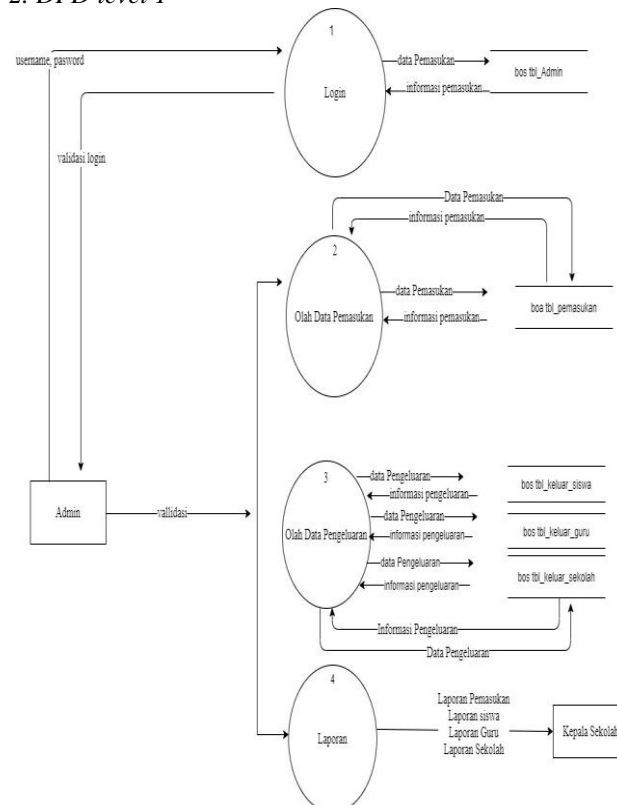 2. DFD level 1
1
username, pasword
data Pemasukan
bos tbl_Admin
informasi pemasukan
Login
validasi login
Data Pemasukan
informasi pemasukan
2
data Pemasukan
Olah Data Pemasukan
boa tbl_pemasukan
informasi pemasukan
3
data Pengeluaran
bos tbl_keluar_siswa
informasi pengeluaran
Admin
vallidasi
data Pengeluaran
Olah Data Pengeluaran
bos tbl_keluar_guru
informasi pengeluaran
data Pengeluaran
bos tbl_keluar_sekolah
informasi pengeluaran
Informasi Pengeluaran
Data Pengeluaran
4
Laporan
Laporan Pemasukan
Laporan siswa
Laporan Guru
Laporan Sekolah
Kepala Sekolah